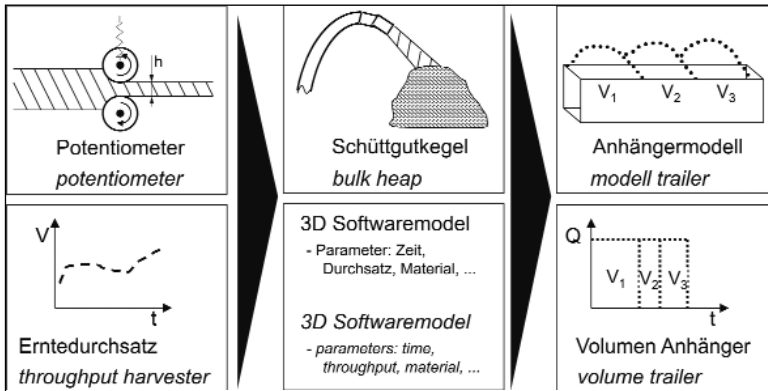 h
Potentiometer
potentiometer
V
t
Erntedurchsatz
throughput harvester
Schüttgutkegel
bulk heap
3D Softwaremodel
- Parameter: Zeit,
Durchsatz, Material, ...
3D Softwaremodel
- parameters: time,
throughput, material, ...
V₁ V₂ V₃
Anhängermodell
modell trailer
Q
V₁ V₂ V₃
t
Volumen Anhänger
volume trailer